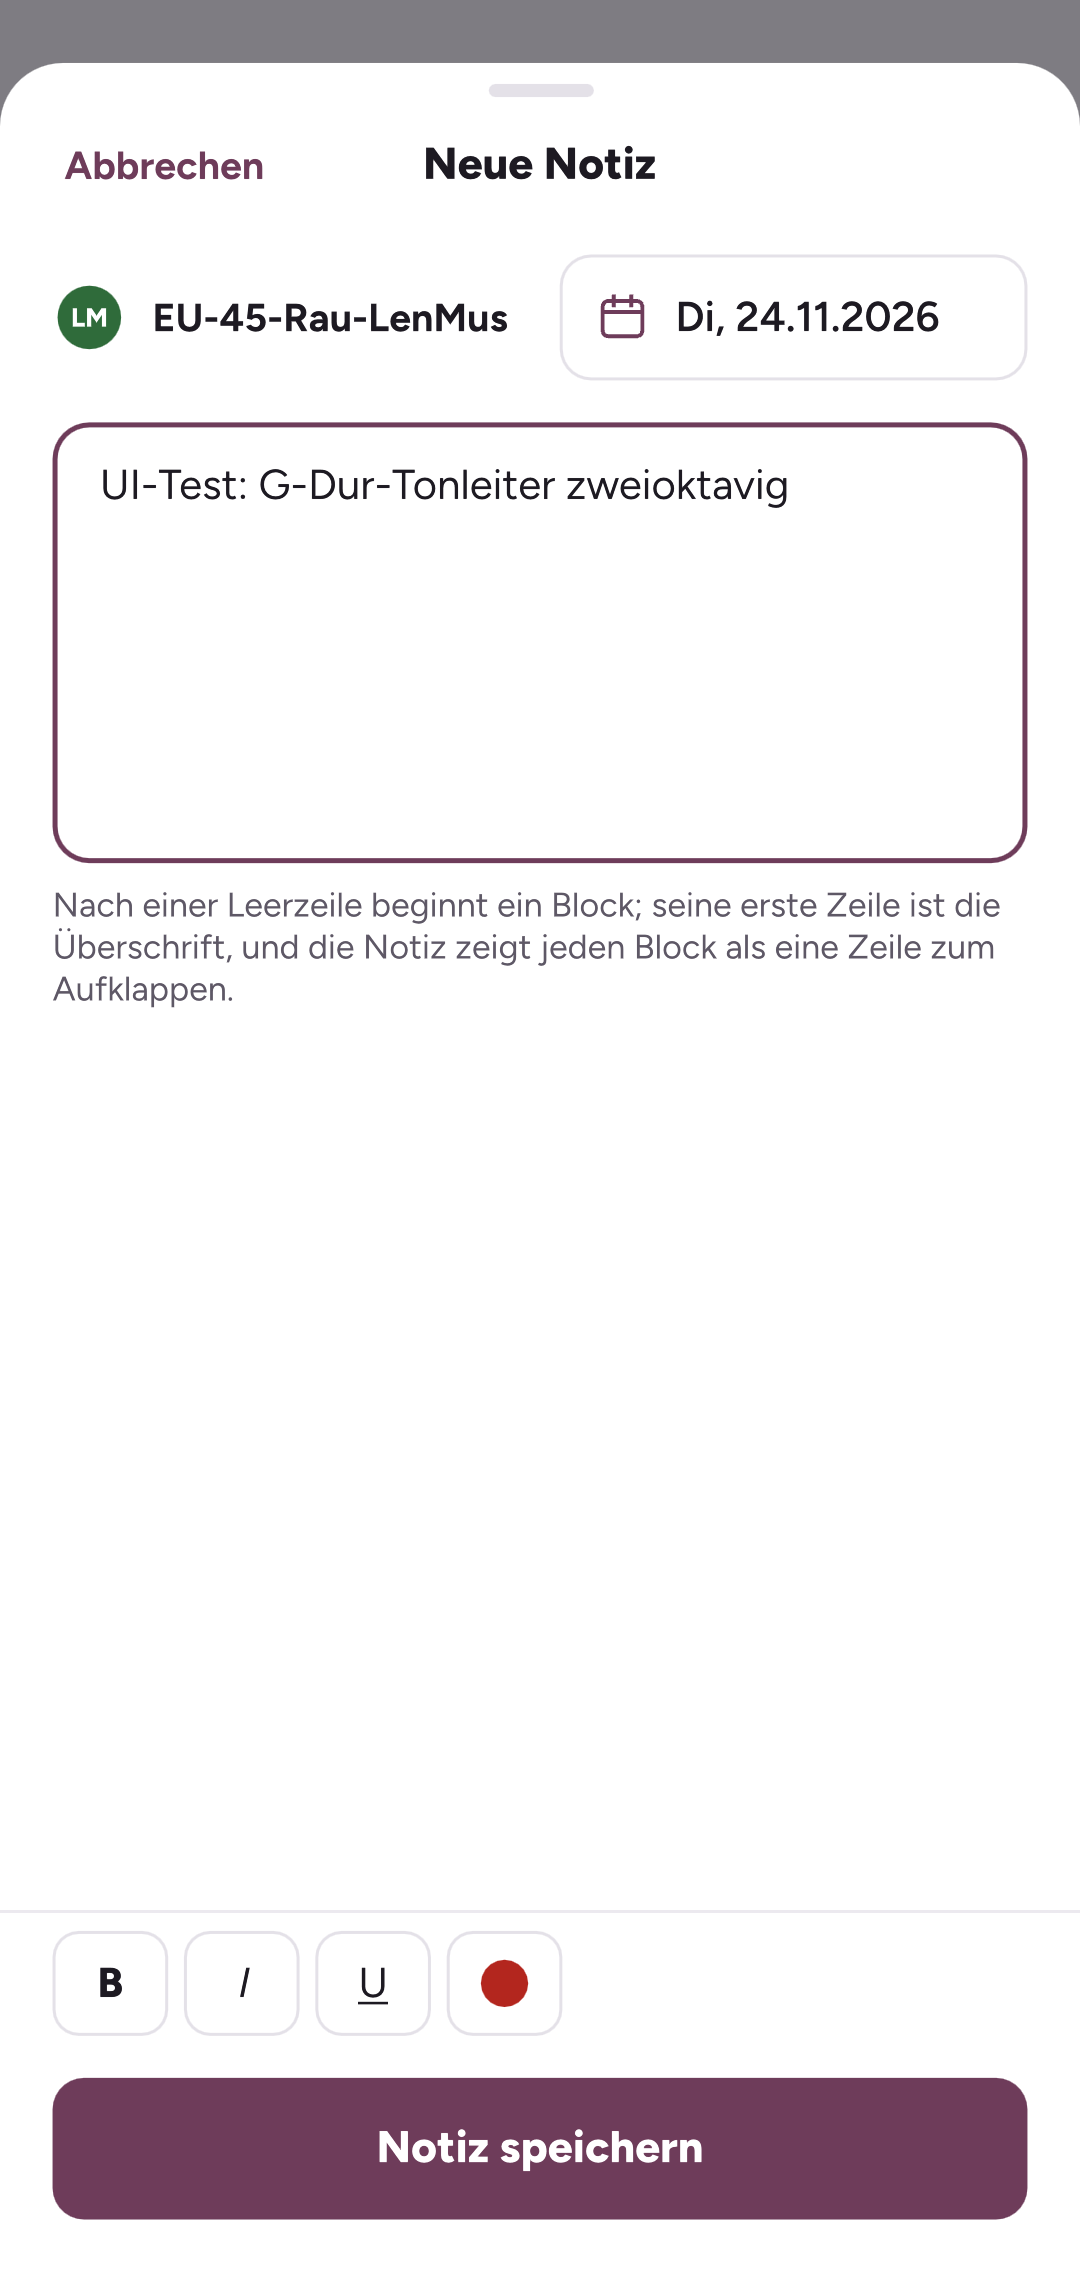 Abbrechen
Neue Notiz
LM
EU-45-Rau-LenMus
Di, 24.11.2026
UI-Test: G-Dur-Tonleiter zweioktavig
Nach einer Leerzeile beginnt ein Block; seine erste Zeile ist die
Überschrift, und die Notiz zeigt jeden Block als eine Zeile zum
Aufklappen.
B
I
U
Notiz speichern